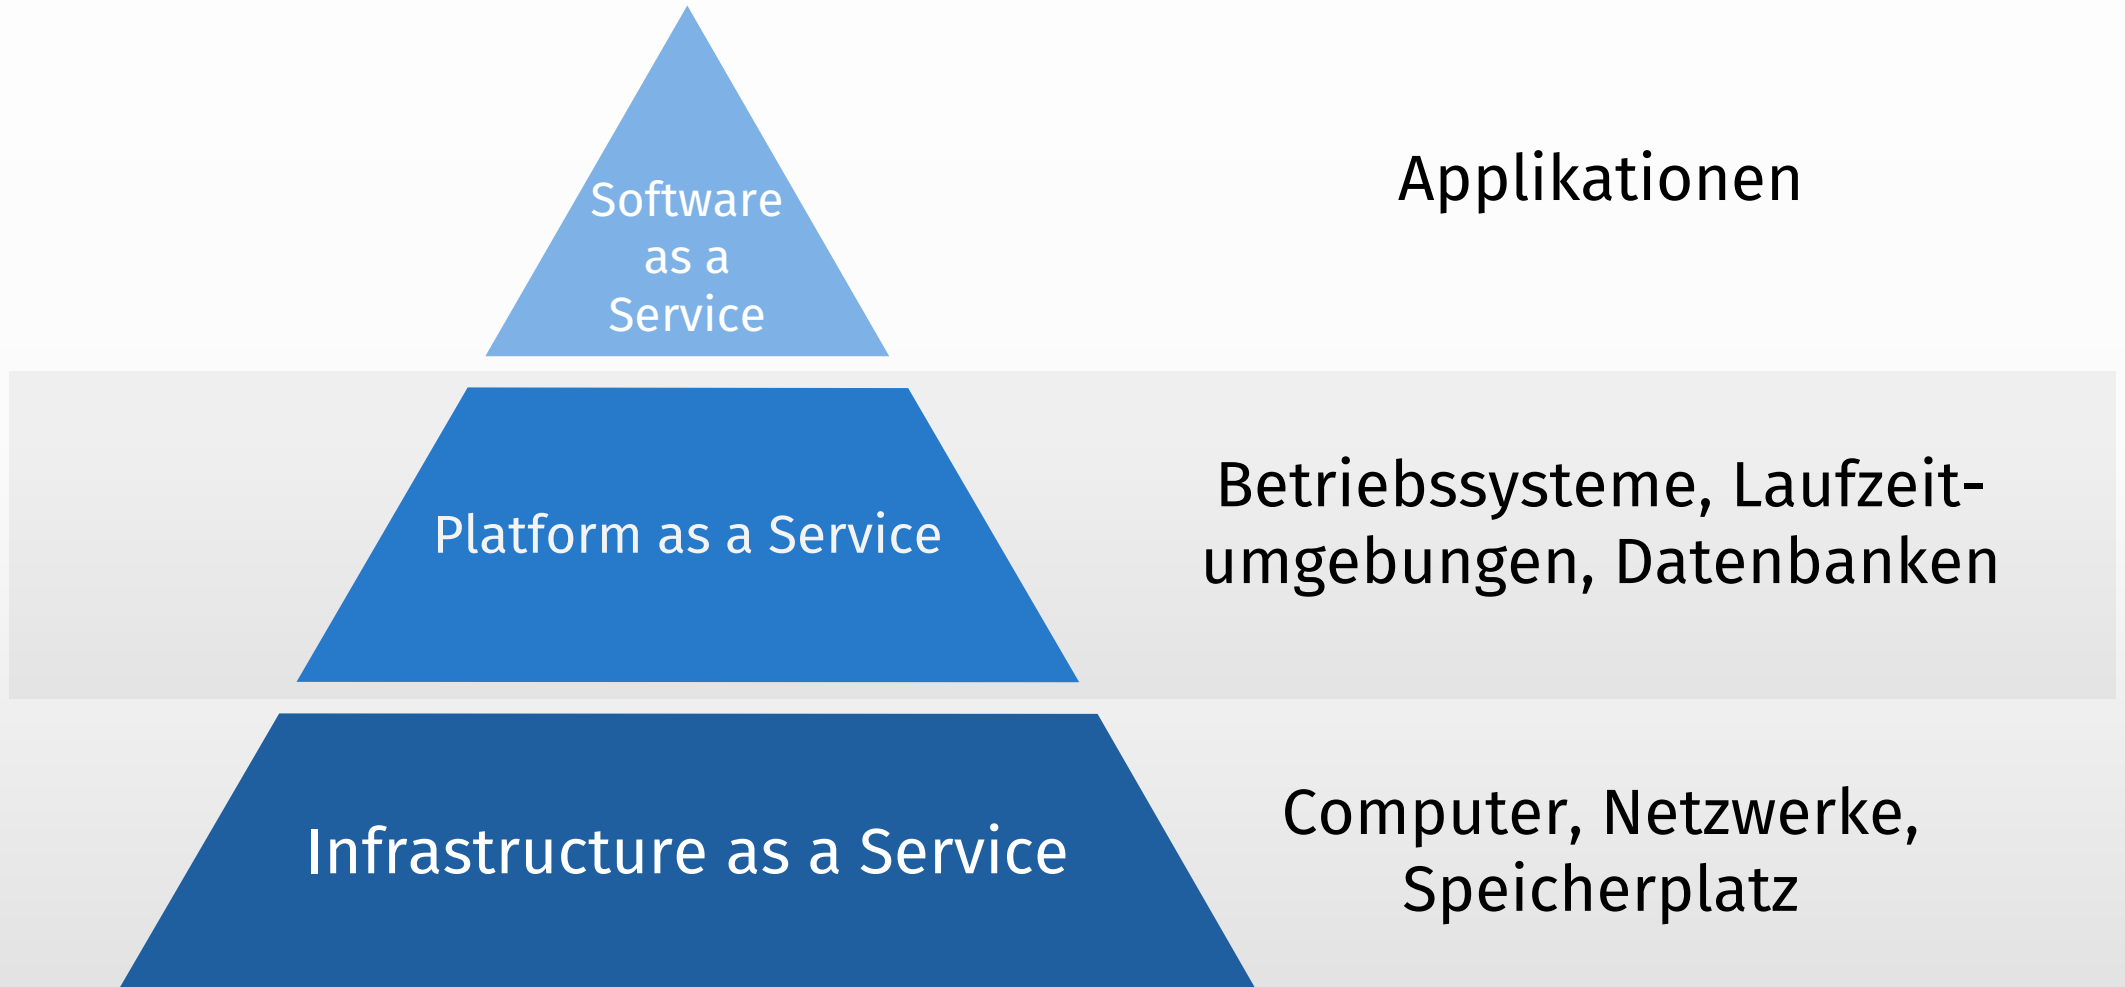 Software
as a
Service
Applikationen
Platform as a Service
Betriebssysteme, Laufzeit-
umgebungen, Datenbanken
Infrastructure as a Service
Computer, Netzwerke,
Speicherplatz